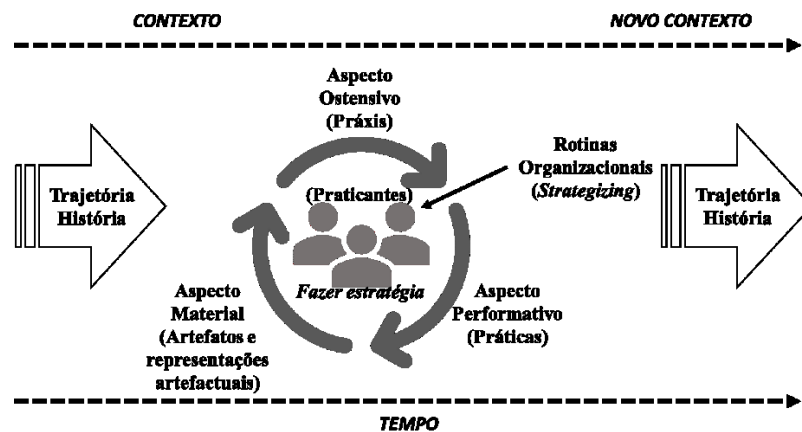 CONTEXTO
NOVO CONTEXTO
Aspecto
Ostensivo
(Práxis)
Rotinas
Organizacionais
(Strategizing)
Trajetória
História
(Praticantes)
Trajetória
História
Fazer estratégia
Aspecto
Material
(Artefatos e
representações
artefactuais)
Aspecto
Performativo
(Práticas)
TEMPO